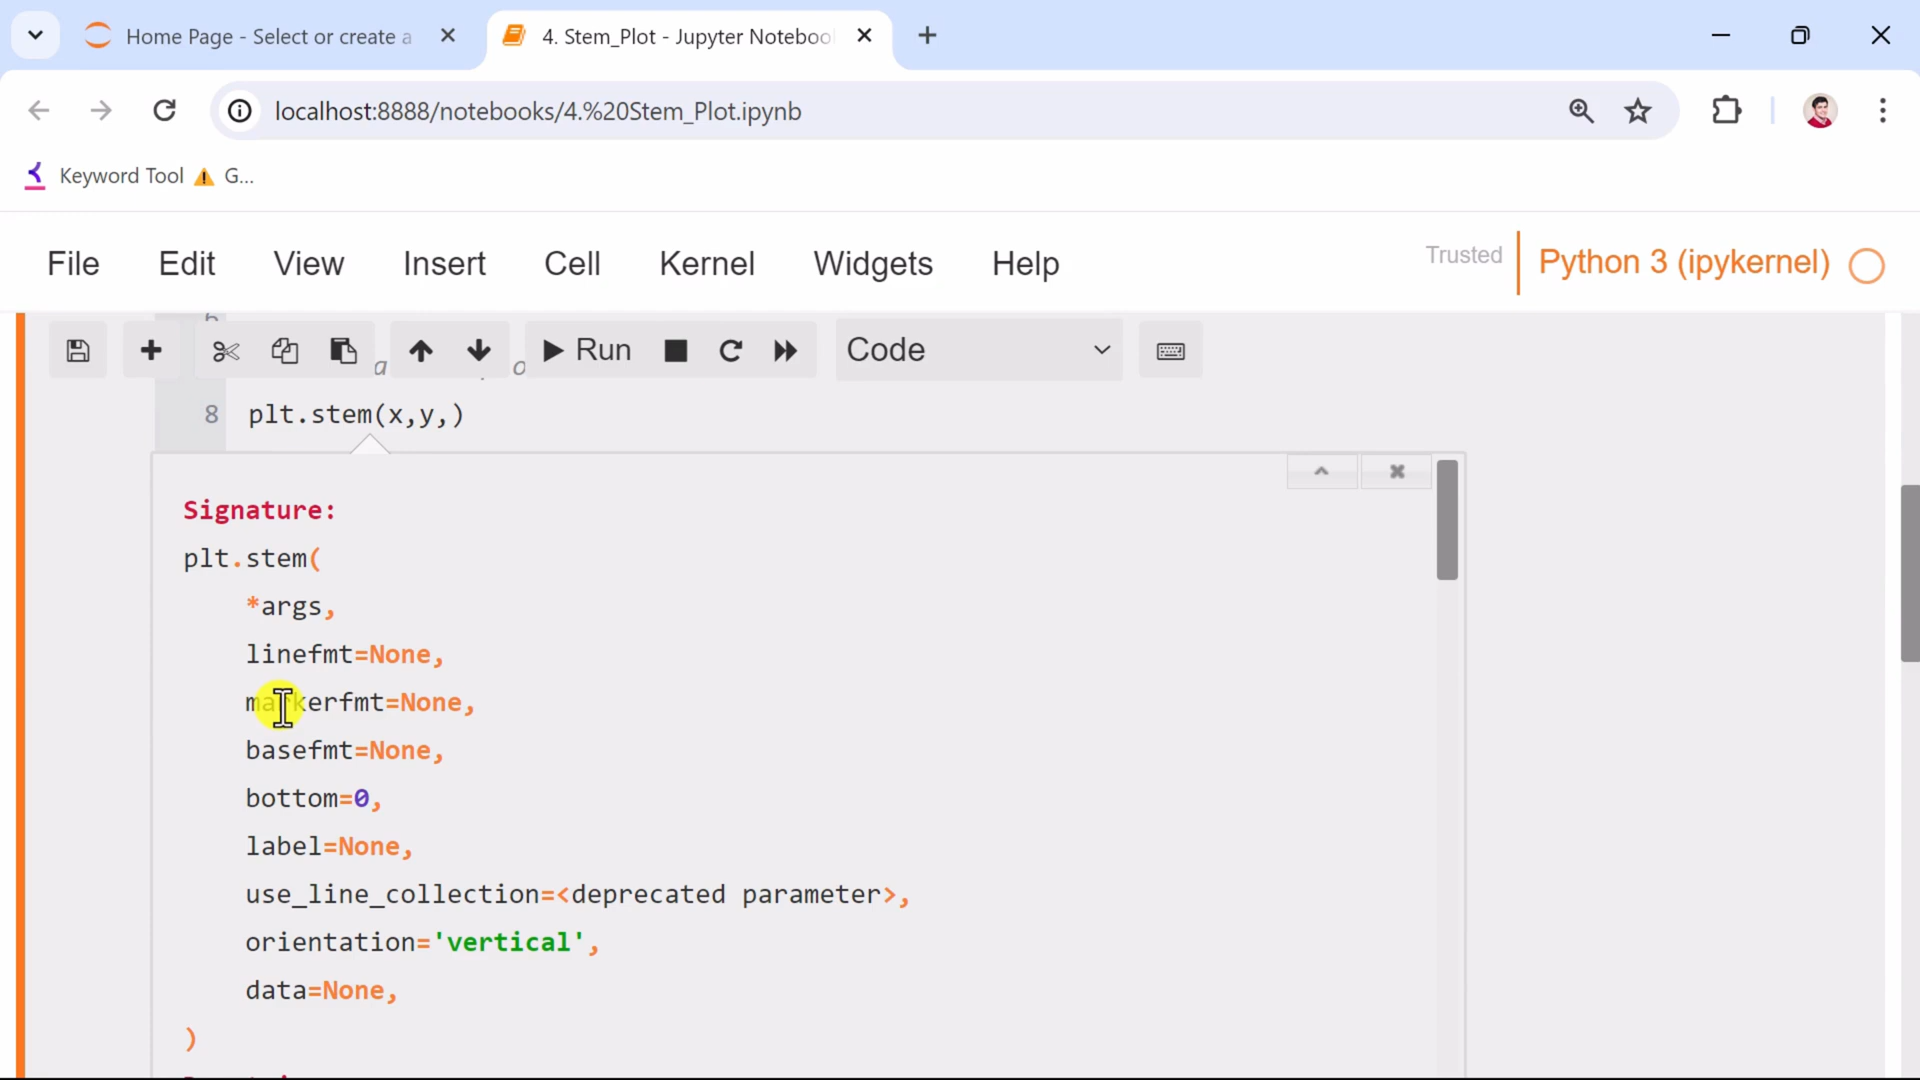 Home Page - Select or create a
4. Stem_Plot - Jupyter Noteboo
localhost:8888/notebooks/4.%20Stem_Plot.ipynb
Keyword Tool
G...
File Edit View Insert Cell Kernel Widgets Help
Trusted
Python 3 (ipykernel)
Run
Code
8 plt.stem(x,y,)
Signature:
plt.stem(
*args,
linefmt=None,
markerfmt=None,
basefmt=None,
bottom=0,
label=None,
use_line_collection=<deprecated parameter>,
orientation='vertical',
data=None,
)